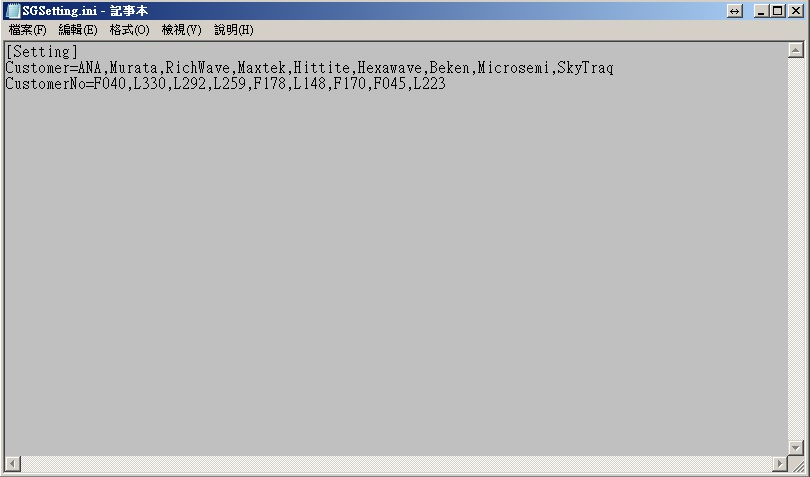 SGSetting.ini - 記事本
檔案(F) 編輯(E) 格式(O) 檢視(V) 說明(H)
[Setting]
Customer=ANA,Murata,RichWave,Maxtek,Hittite,Hexawave,Beken,Microsemi,SkyTraq
CustomerNo=F040,L330,L292,L259,F178,L148,F170,F045,L223